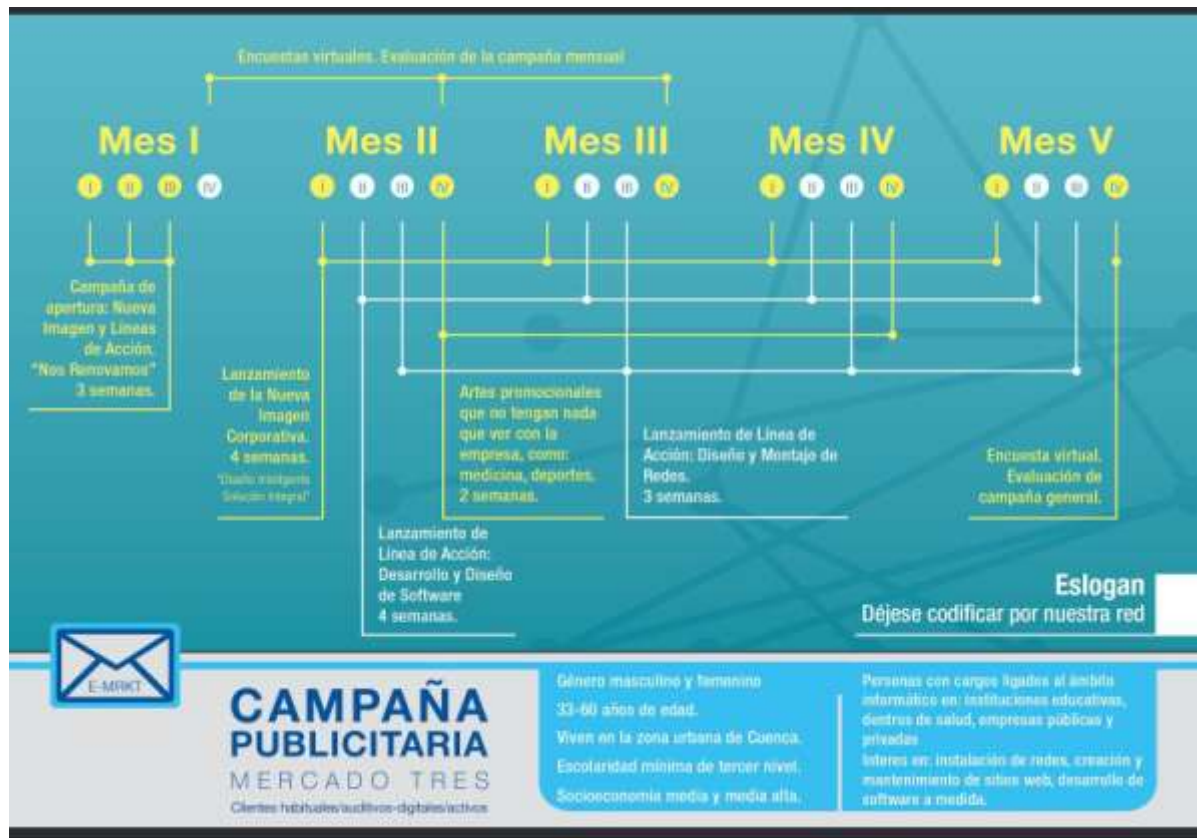 Encuestas virtuales. Evaluación de la campaña mensual
Mes I
Mes II
Mes III
Mes IV
Mes V
I II III IV
I II III IV
I II III IV
I II III IV
I II III IV
Campaña de
apertura: Nueva
Imagen y Líneas
de Acción.
"Nos Renovamos"
3 semanas.
Lanzamiento
de la Nueva
Imagen
Corporativa.
4 semanas.
"Diseño Inteligente
Solución Integral"
Lanzamiento de
Línea de Acción:
Desarrollo y Diseño
de Software
4 semanas.
Artes promocionales
que no tengan nada
que ver con la
empresa, como:
medicina, deportes.
2 semanas.
Lanzamiento de Línea de
Acción: Diseño y Montaje de
Redes.
3 semanas.
Encuesta virtual.
Evaluación de
campaña general.
Eslogan
Déjese codificar por nuestra red
E-MRKT
CAMPAÑA
PUBLICITARIA
MERCADO TRES
Clientes habituales/auditivos-digitales/activos
Género masculino y femnnino
33-60 años de edad.
Viven en la zona urbana de Cuenca.
Escolaridad mínima de tercer nivel.
Socioeconomía media y media alta.
Personas con cargos ligados al ámbito
informático en: instituciones educativas,
dentros de salud, empresas públicas y
privadas
Interes en: instalación de redes, creación y
mantenimiento de sitios web, desarrollo de
software a medida.